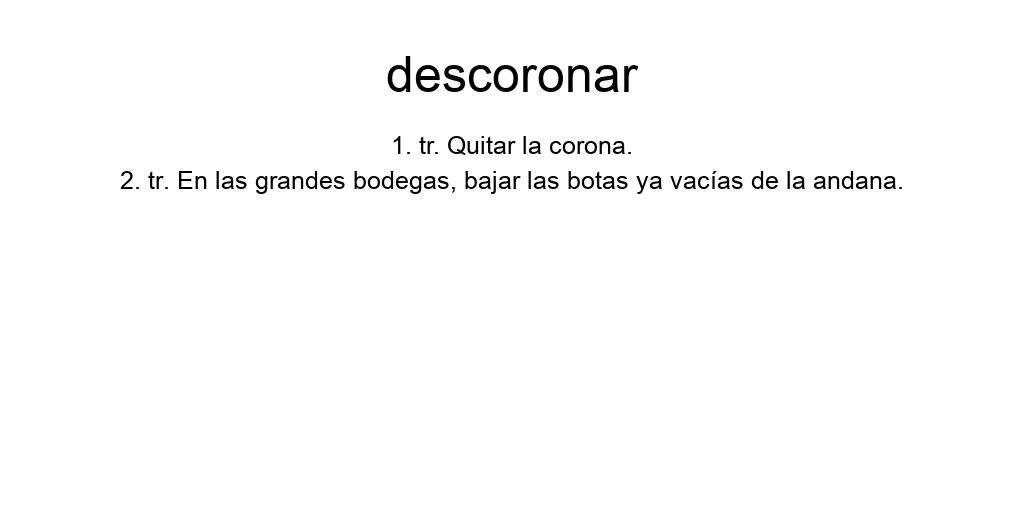 descoronar
1. tr. Quitar la corona.
2. tr. En las grandes bodegas, bajar las botas ya vacías de la andana.